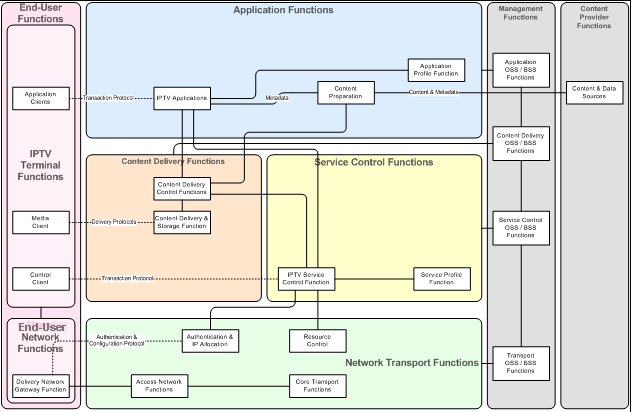 End-User
Functions
Application Functions
Management
Functions
Content
Provider
Functions
Application
Profile Function
Application
OSS / BSS
Functions
Application
Clients
Transaction Protocol
IPTV Applications
Metadata
Content
Preparation
Content & Metadata
Content & Data
Sources
IPTV
Terminal
Functions
Content Delivery
OSS / BSS
Functions
Content Delivery Functions
Service Control Functions
Content Delivery
Control Functions
Media
Client
Delivery Protocols
Content Delivery &
Storage Function
Service Control
OSS / BSS
Functions
Control
Client
Transaction Protocol
IPTV Service
Control Function
Service Profile
Function
End-User
Network
Functions
Authentication &
Configuration Protocol
Authentication &
IP Allocation
Resource
Control
Network Transport Functions
Transport
OSS / BSS
Functions
Delivery Network
Gateway Function
Access Network
Functions
Core Transport
Functions